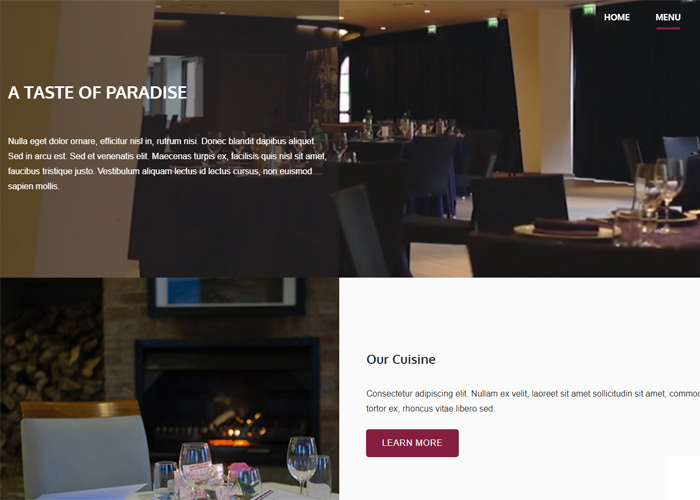 HOME MENU
A TASTE OF PARADISE
Nulla eget dolor ornare, efficitur nisl in, rutrum nisi. Donec blandit dapibus aliquet.
Sed in arcu est. Sed et venenatis elit. Maecenas turpis ex, facilisis quis nisl sit amet,
faucibus tristique justo. Vestibulum aliquam lectus id lectus cursus, non euismod
sapien mollis.
Our Cuisine
Consectetur adipiscing elit. Nullam ex velit, laoreet sit amet sollicitudin sit amet, commod
tortor ex, rhoncus vitae libero sed.
LEARN MORE